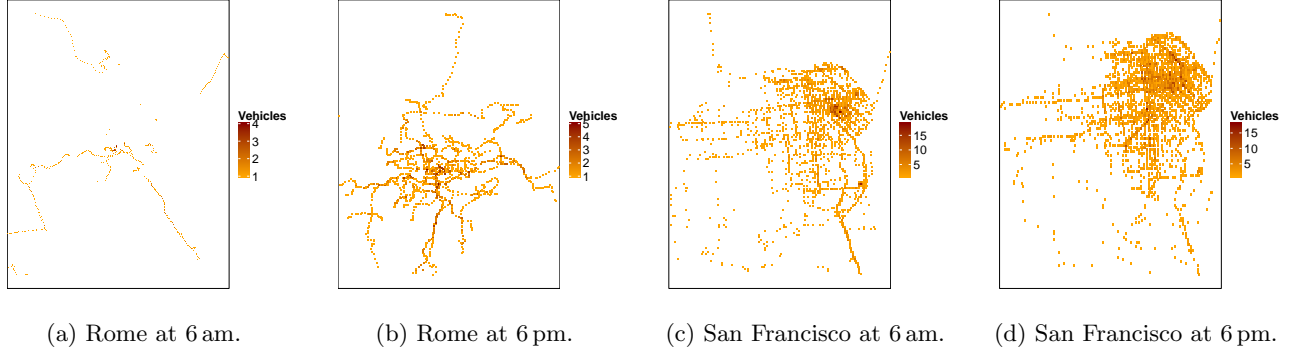 Vehicles
4
3
2
1
Vehicles
5
4
3
2
1
Vehicles
15
10
5
Vehicles
15
10
5
(a) Rome at 6 am.
(b) Rome at 6 pm.
(c) San Francisco at 6 am.
(d) San Francisco at 6 pm.